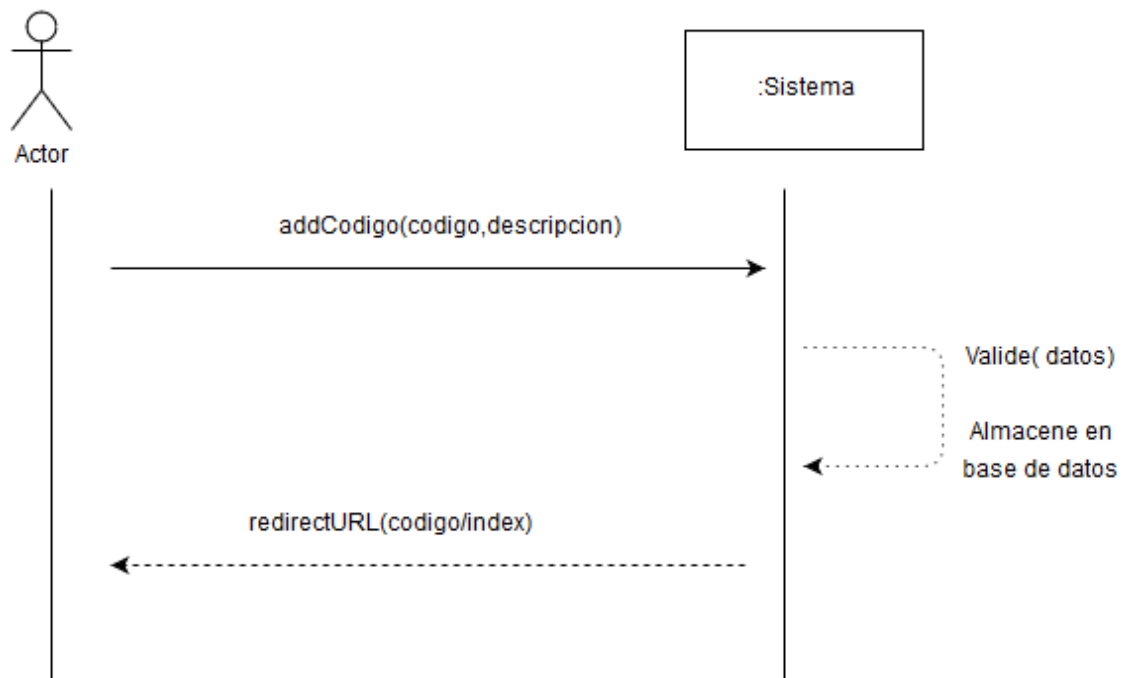 :Sistema
Actor
addCodigo(codigo,descripcion)
Valide( datos)
Almacene en
base de datos
redirectURL(codigo/index)